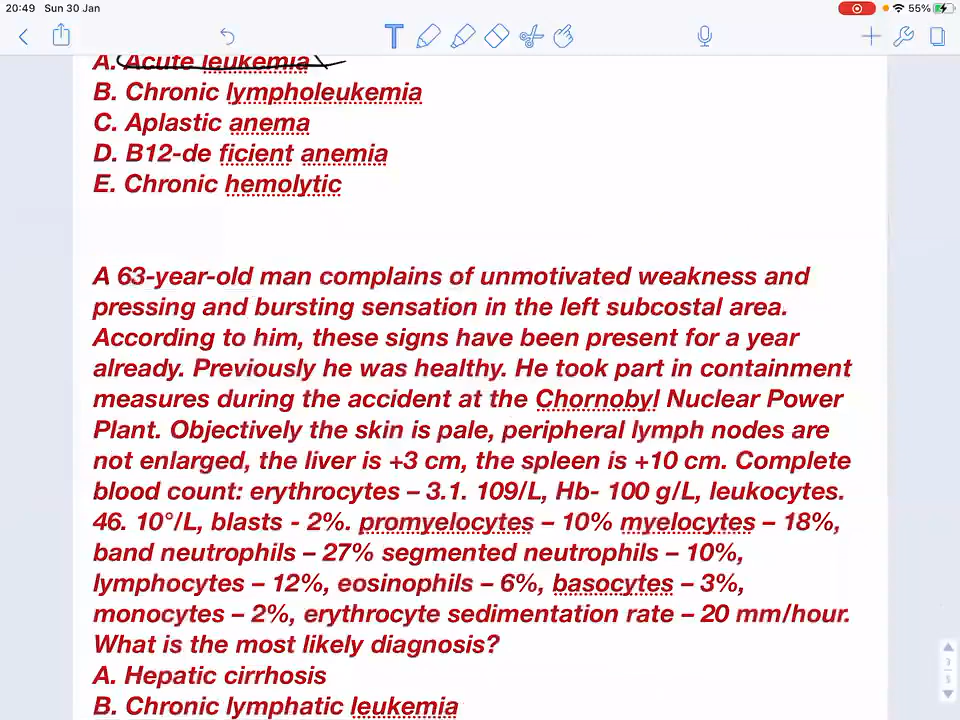 20:49 Sun 30 Jan
55%
A. Acute leukemia
B. Chronic lympholeukemia
C. Aplastic anema
D. B12-de ficient anemia
E. Chronic hemolytic
A 63-year-old man complains of unmotivated weakness and
pressing and bursting sensation in the left subcostal area.
According to him, these signs have been present for a year
already. Previously he was healthy. He took part in containment
measures during the accident at the Chornobyl Nuclear Power
Plant. Objectively the skin is pale, peripheral lymph nodes are
not enlarged, the liver is +3 cm, the spleen is +10 cm. Complete
blood count: erythrocytes – 3.1. 109/L, Hb- 100 g/L, leukocytes.
46. 10°/L, blasts - 2%. promyelocytes – 10% myelocytes – 18%,
band neutrophils – 27% segmented neutrophils – 10%,
lymphocytes – 12%, eosinophils – 6%, basocytes – 3%,
monocytes – 2%, erythrocyte sedimentation rate – 20 mm/hour.
What is the most likely diagnosis?
A. Hepatic cirrhosis
B. Chronic lymphatic leukemia
3
5